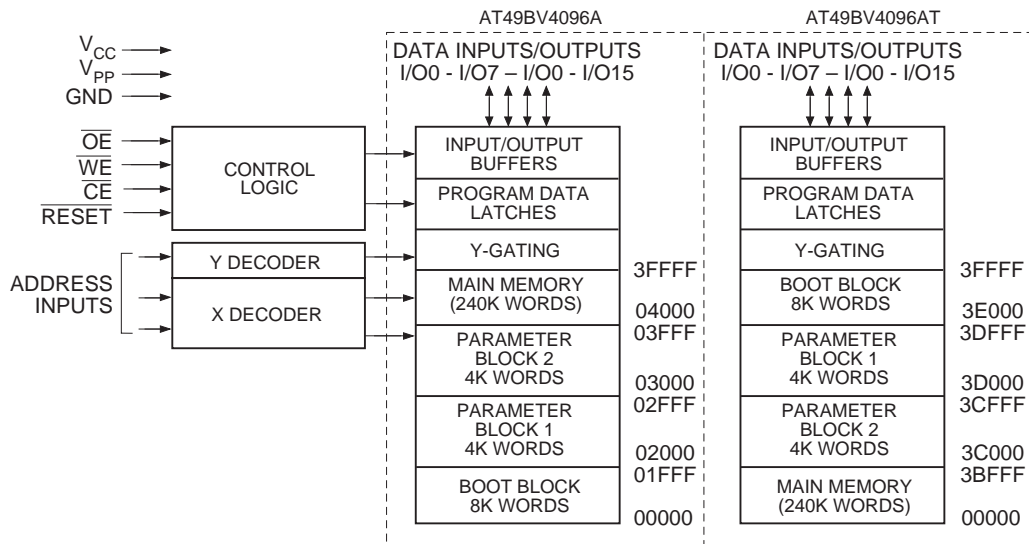 AT49BV4096A
AT49BV4096AT
VCC
VPP
GND
OE
WE
CE
RESET
ADDRESS
INPUTS
CONTROL
LOGIC
Y DECODER
X DECODER
DATA INPUTS/OUTPUTS
I/O0 - I/O7 – I/O0 - I/O15
INPUT/OUTPUT
BUFFERS
PROGRAM DATA
LATCHES
Y-GATING
3FFFF
MAIN MEMORY
(240K WORDS)
04000
03FFF
PARAMETER
BLOCK 2
4K WORDS
03000
02FFF
PARAMETER
BLOCK 1
4K WORDS
02000
01FFF
BOOT BLOCK
8K WORDS
00000
DATA INPUTS/OUTPUTS
I/O0 - I/O7 – I/O0 - I/O15
INPUT/OUTPUT
BUFFERS
PROGRAM DATA
LATCHES
Y-GATING
3FFFF
BOOT BLOCK
8K WORDS
3E000
3DFFF
PARAMETER
BLOCK 1
4K WORDS
3D000
3CFFF
PARAMETER
BLOCK 2
4K WORDS
3C000
3BFFF
MAIN MEMORY
(240K WORDS)
00000